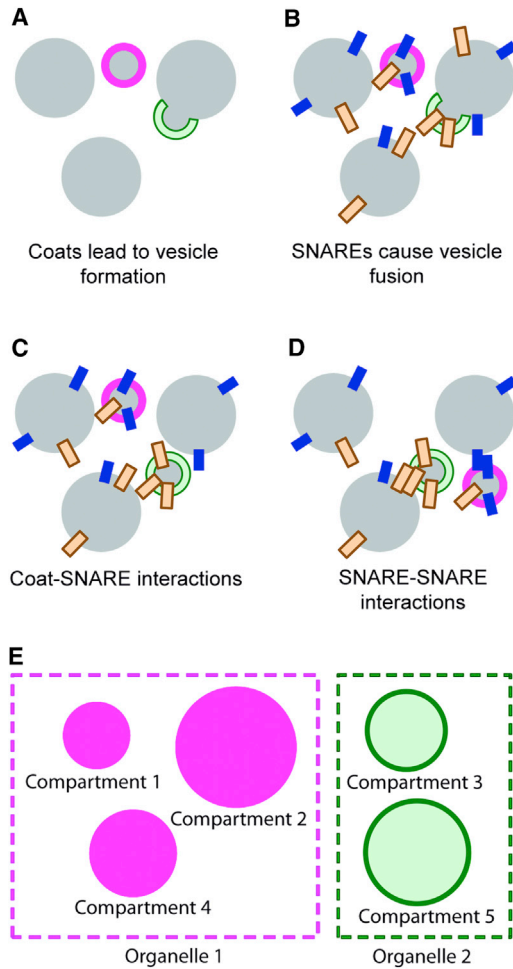 A
B
Coats lead to vesicle
formation
SNAREs cause vesicle
fusion
C
D
Coat-SNARE interactions
SNARE-SNARE
interactions
E
Compartment 1
Compartment 2
Compartment 3
Compartment 4
Compartment 5
Organelle 1
Organelle 2